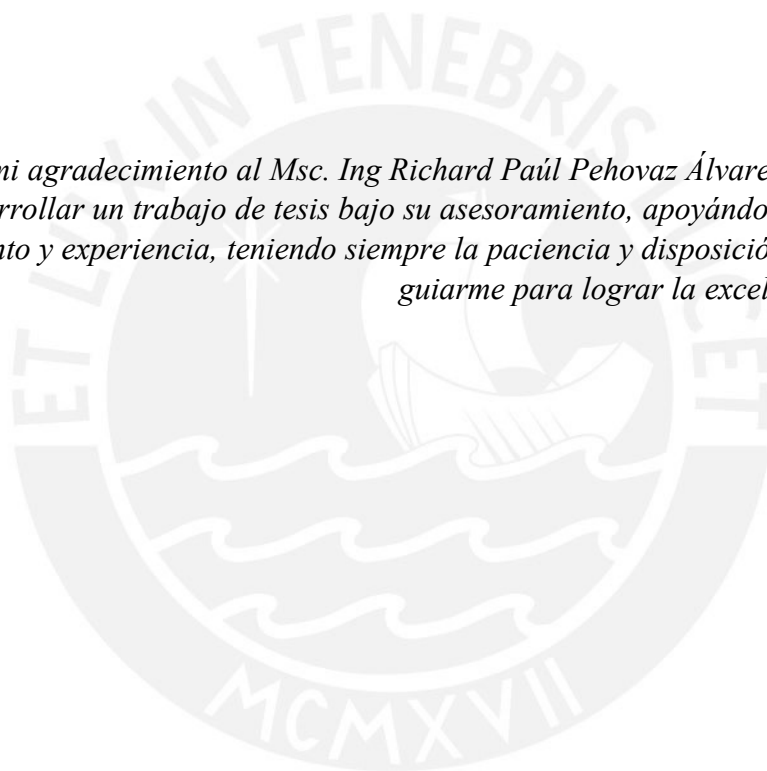 mi agradecimiento al Msc. Ing Richard Paúl Pehovaz Álvare
rrollar un trabajo de tesis bajo su asesoramiento, apoyándo
nto y experiencia, teniendo siempre la paciencia y disposició
guiarme para lograr la excel
ET LUX IN TENEBRIS LUCET
MCMXVII